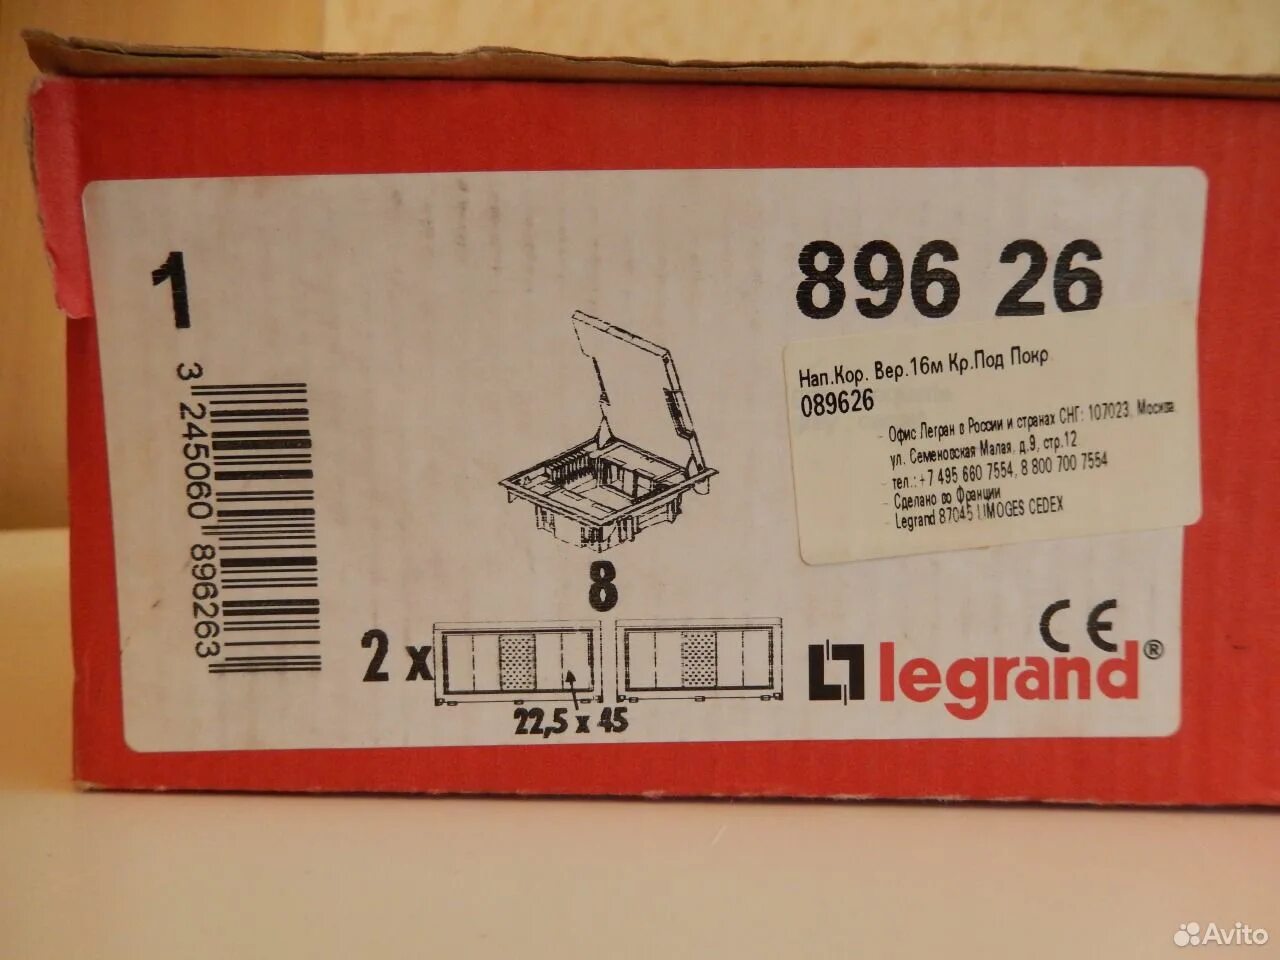 1
3 245060 896263
896 26
Нап.Кор. Вер.16м Кр.Под Покр
089626
- Офис Легран в России и странах СНГ: 107023, Москва
ул. Семеновская Малая, д.9, стр.12
- тел.: +7 495 660 7554, 8 800 700 7554
- Сделано во Франции
- Legrand 87045 LIMOGES CEDEX
8
2 x
22,5 x 45
CE
legrand®
Avito